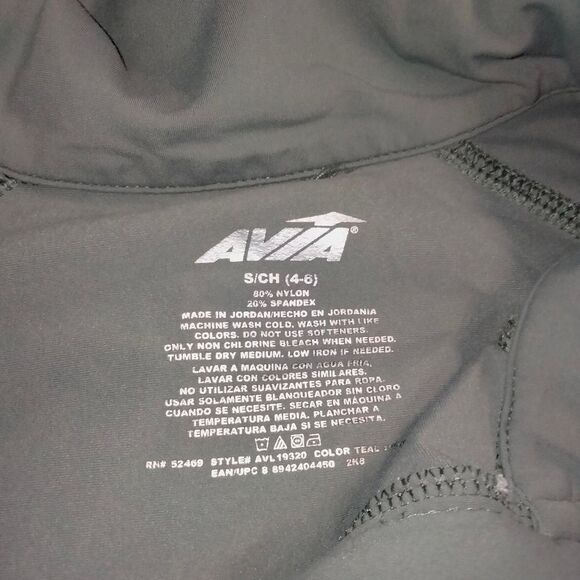 AVIA®
S/CH (4-6)
80% NYLON
20% SPANDEX
MADE IN JORDAN/HECHO EN JORDANIA
MACHINE WASH COLD. WASH WITH LIKE
COLORS. DO NOT USE SOFTENERS.
ONLY NON CHLORINE BLEACH WHEN NEEDED.
TUMBLE DRY MEDIUM. LOW IRON IF NEEDED.
LAVAR A MAQUINA CON AGUA FRIA.
LAVAR CON COLORES SIMILARES.
NO UTILIZAR SUAVIZANTES PARA ROPA.
USAR SOLAMENTE BLANQUEADOR SIN CLORO
CUANDO SE NECESITE. SECAR EN MÁQUINA A
TEMPERATURA MEDIA. PLANCHAR A
TEMPERATURA BAJA SI SE NECESITA.
RN# 52469 STYLE# AVL19320 COLOR TEAL
EAN/UPC 8 8942404450 2K6